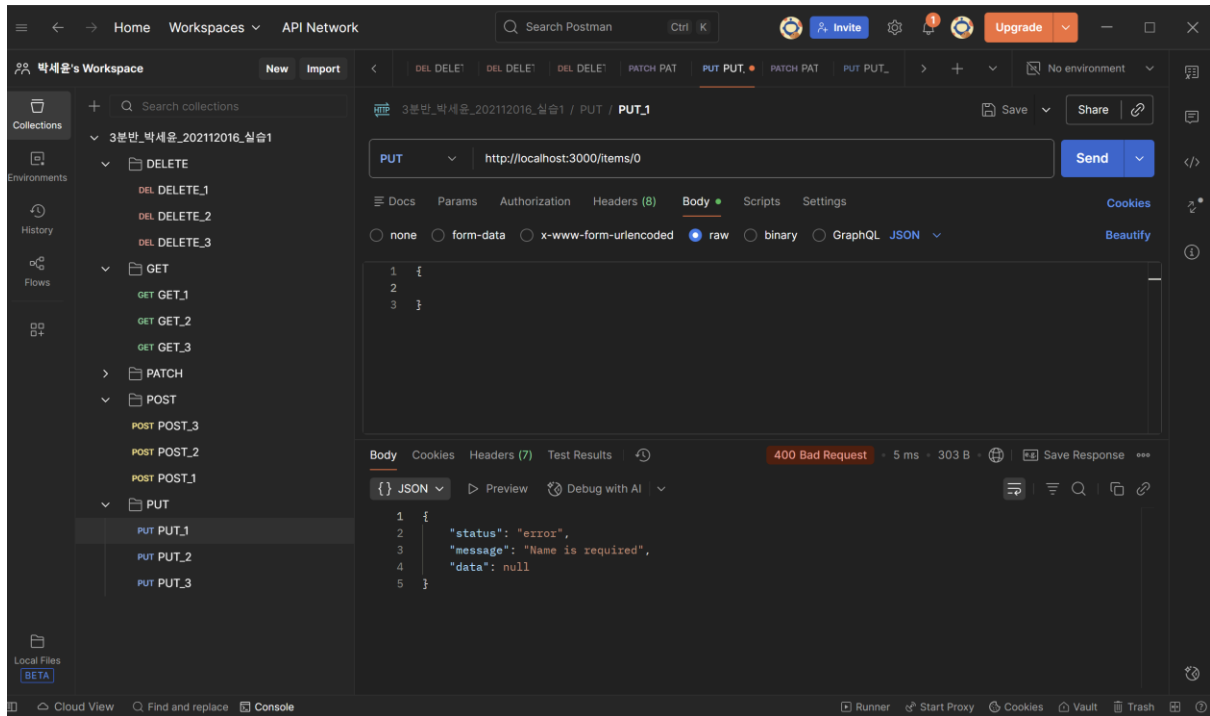 Home Workspaces API Network Search Postman Ctrl K Invite 1 Upgrade
박세윤's Workspace New Import DEL DELET DEL DELET DEL DELET PATCH PAT PUT PUT_ PATCH PAT PUT PUT_ No environment
Collections
Environments
History
Flows
Local Files
BETA
Search collections
3분반_박세윤_202112016_실습1
DELETE
DEL DELETE_1
DEL DELETE_2
DEL DELETE_3
GET
GET GET_1
GET GET_2
GET GET_3
PATCH
POST
POST POST_3
POST POST_2
POST POST_1
PUT
PUT PUT_1
PUT PUT_2
PUT PUT_3
HTTP 3분반_박세윤_202112016_실습1 / PUT / PUT_1 Save Share
PUT http://localhost:3000/items/0 Send
Docs Params Authorization Headers (8) Body Scripts Settings Cookies
none form-data x-www-form-urlencoded raw binary GraphQL JSON Beautify
1 {
2
3 }
Body Cookies Headers (7) Test Results 400 Bad Request 5 ms 303 B e.g. Save Response
{} JSON Preview Debug with AI
1 {
2 "status": "error",
3 "message": "Name is required",
4 "data": null
5 }
Cloud View Find and replace Console Runner Start Proxy Cookies Vault Trash